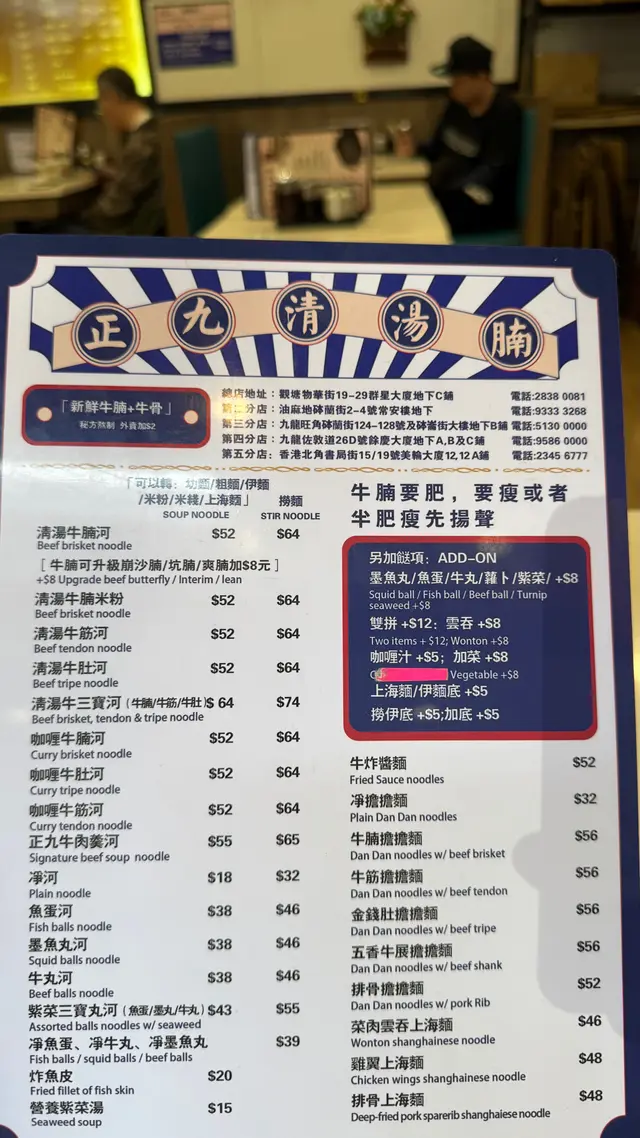 正九清湯腩
「新鮮牛腩+牛骨」
秘方熬制 外賣加$2
總店地址：觀塘物華街19-29群星大廈地下C鋪 電話:2838 0081
第二分店：油麻地砵蘭街2-4號常安樓地下 電話:9333 3268
第三分店：九龍旺角砵蘭街124-128號及砵崙街大樓地下B鋪 電話:5130 0000
第四分店：九龍佐敦道26D號餘慶大廈地下A,B及C鋪 電話:9586 0000
第五分店：香港北角書局街15/19號美輪大廈12,12A鋪 電話:2345 6777
「可以轉：幼麵/粗麵/伊麵
/米粉/米綫/上海麵」 撈麵
SOUP NOODLE STIR NOODLE
清湯牛腩河 $52 $64
Beef brisket noodle
[ 牛腩可升級崩沙腩/坑腩/爽腩加$8元 ]
+$8 Upgrade beef butterfly / Interim / lean
清湯牛腩米粉 $52 $64
Beef brisket noodle
清湯牛筋河 $52 $64
Beef tendon noodle
清湯牛肚河 $52 $64
Beef tripe noodle
清湯牛三寶河 (牛腩/牛筋/牛肚) $ 64 $74
Beef brisket, tendon & tripe noodle
咖喱牛腩河 $52 $64
Curry brisket noodle
咖喱牛肚河 $52 $64
Curry tripe noodle
咖喱牛筋河 $52 $64
Curry tendon noodle
正九牛肉羹河 $55 $65
Signature beef soup noodle
凈河 $18 $32
Plain noodle
魚蛋河 $38 $46
Fish balls noodle
墨魚丸河 $38 $46
Squid balls noodle
牛丸河 $38 $46
Beef balls noodle
紫菜三寶丸河 (魚蛋/墨丸/牛丸) $43 $55
Assorted balls noodles w/ seaweed
凈魚蛋、凈牛丸、凈墨魚丸 $39
Fish balls / squid balls / beef balls
炸魚皮 $20
Fried fillet of fish skin
營養紫菜湯 $15
Seaweed soup
牛腩要肥，要瘦或者
半肥瘦先揚聲
另加餸項：ADD-ON
墨魚丸/魚蛋/牛丸/蘿卜/紫菜/ +$8
Squid ball / Fish ball / Beef ball / Turnip
seaweed +$8
雙拼 +$12；雲吞 +$8
Two items + $12; Wonton +$8
咖喱汁 +$5；加菜 +$8
Vegetable +$8
上海麵/伊麵底 +$5
撈伊底 +$5;加底 +$5
牛炸醬麵 $52
Fried Sauce noodles
凈擔擔麵 $32
Plain Dan Dan noodles
牛腩擔擔麵 $56
Dan Dan noodles w/ beef brisket
牛筋擔擔麵 $56
Dan Dan noodles w/ beef tendon
金錢肚擔擔麵 $56
Dan Dan noodles w/ beef tripe
五香牛展擔擔麵 $56
Dan Dan noodles w/ beef shank
排骨擔擔麵 $52
Dan Dan noodles w/ pork Rib
菜肉雲吞上海麵 $46
Wonton shanghainese noodle
雞翼上海麵 $48
Chicken wings shanghainese noodle
排骨上海麵 $48
Deep-fried pork sparerib shanghaiese noodle